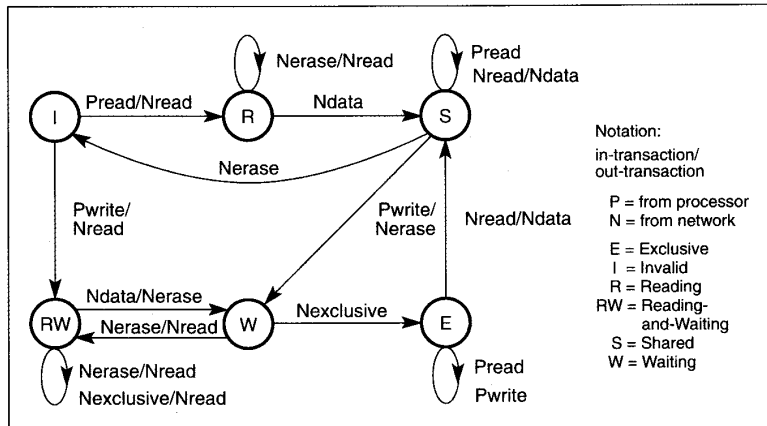 Nerase/Nread
Pread
Nread/Ndata
I
Pread/Nread
R
Ndata
S
Nerase
Pwrite/
Nread
Pwrite/
Nerase
Nread/Ndata
RW
Ndata/Nerase
Nerase/Nread
W
Nexclusive
E
Nerase/Nread
Nexclusive/Nread
Pread
Pwrite
Notation:
in-transaction/
out-transaction
P = from processor
N = from network
E = Exclusive
I = Invalid
R = Reading
RW = Reading-
and-Waiting
S = Shared
W = Waiting